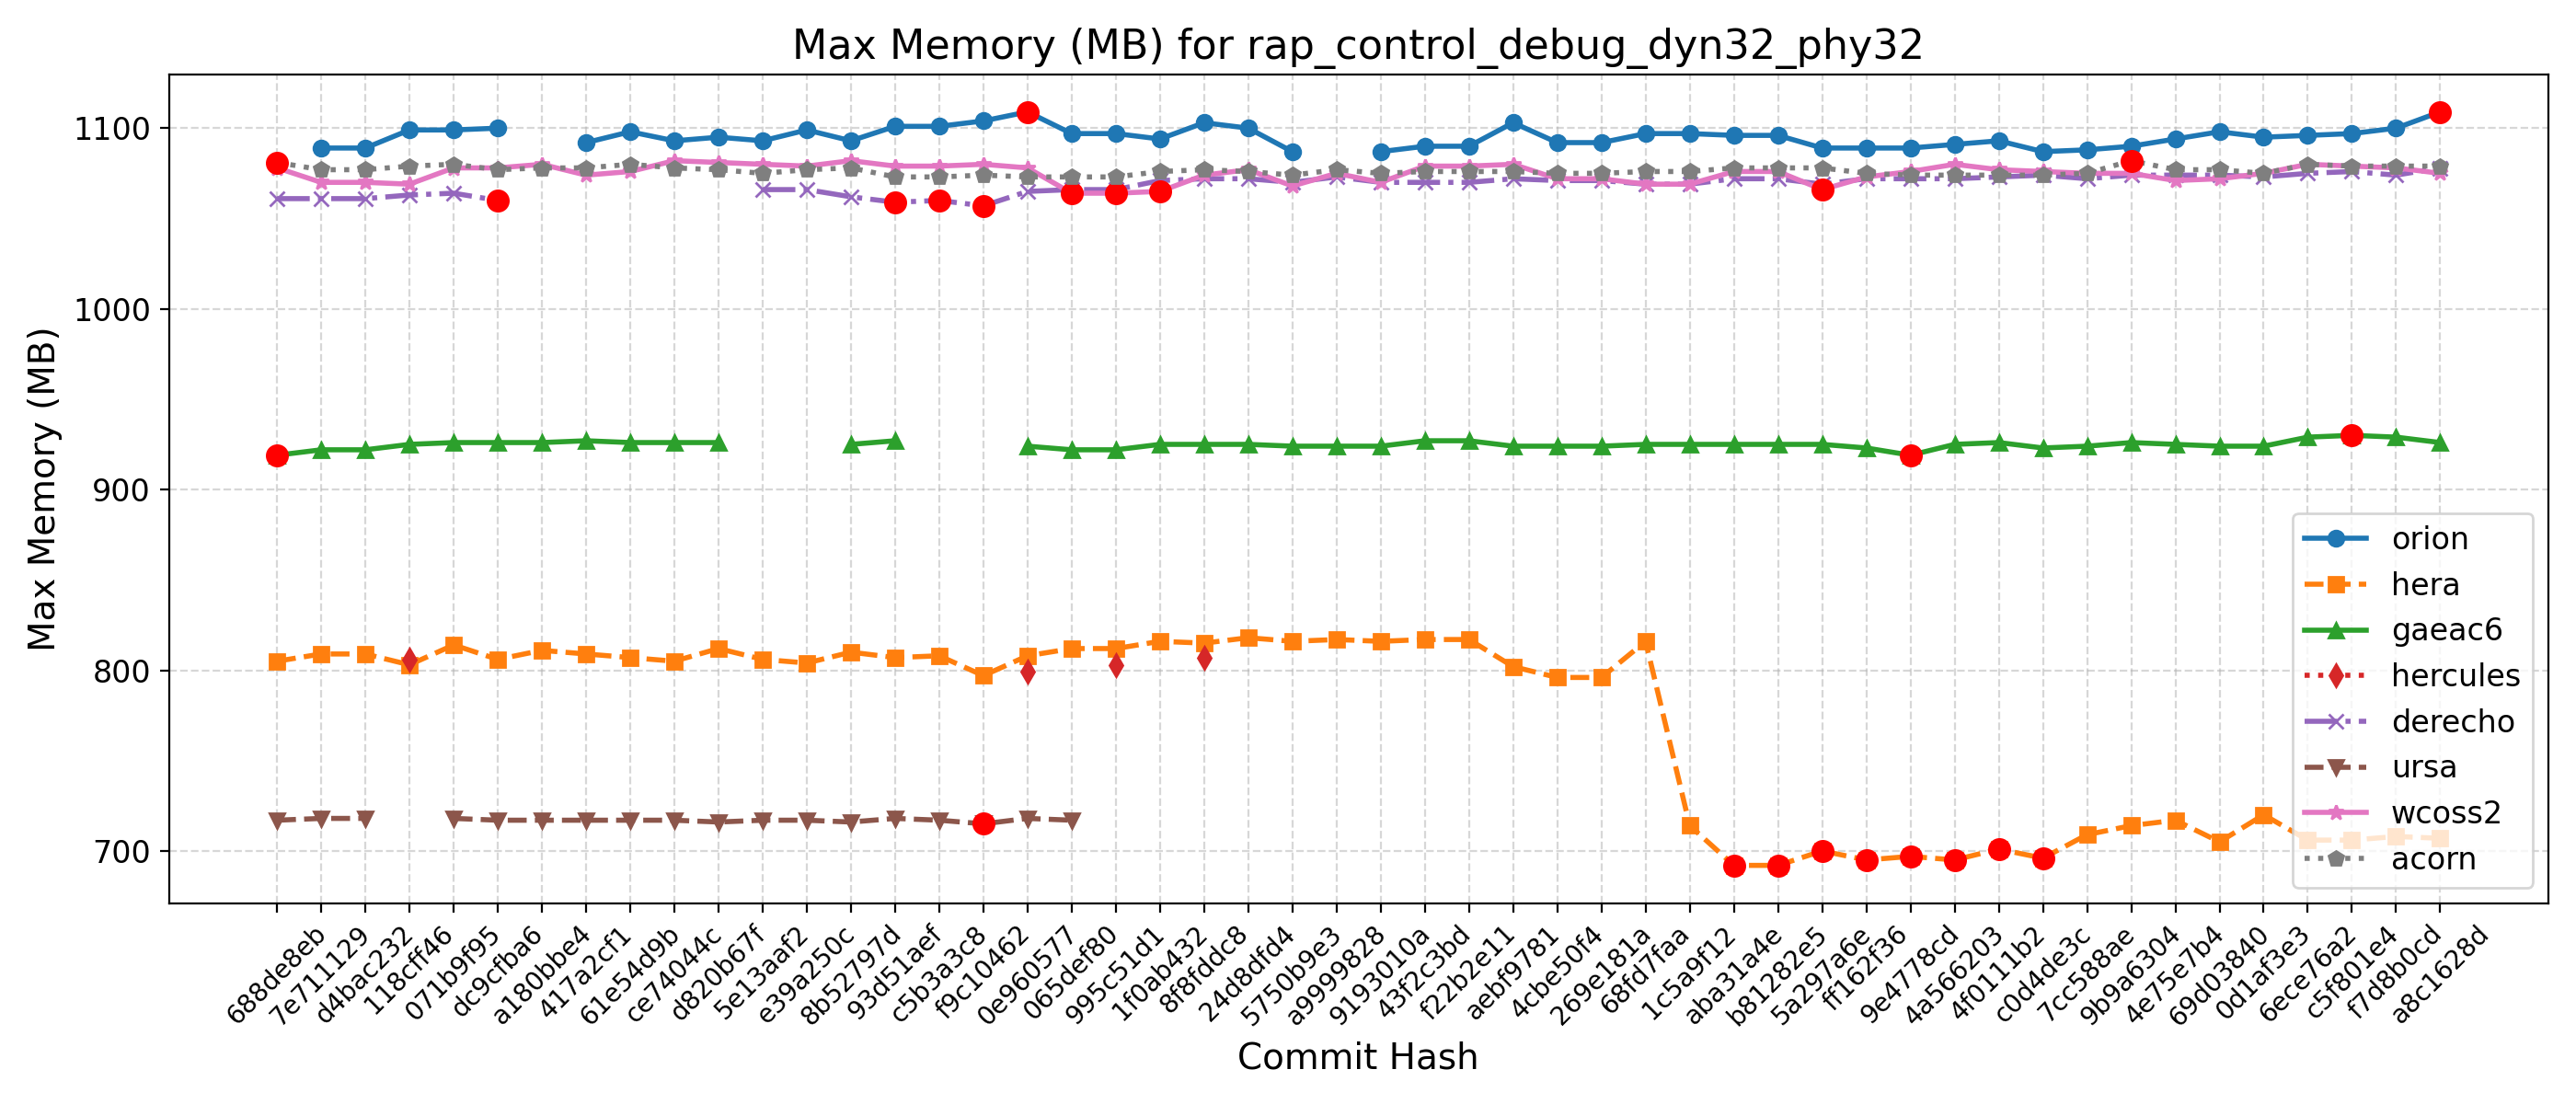 Max Memory (MB) for rap_control_debug_dyn32_phy32
Max Memory (MB)
1100
1000
900
800
700
orion
hera
gaeac6
hercules
derecho
ursa
wcoss2
acorn
688de8eb
7e711129
d4bac232
118cff46
071b9f95
dc9cfba6
a180bbe4
417a2cf1
61e54d9b
ce74044c
d820b67f
5e13aaf2
e39a250c
8b52797d
93d51aef
c5b3a3c8
f9c10462
0e960577
065def80
995c51d1
1f0ab432
8f8fddc8
24d8dfd4
5750b9e3
a9999828
9193010a
43f2c3bd
f22b2e11
aebf9781
4cbe50f4
269e181a
68fd7faa
1c5a9f12
aba31a4e
b81282e5
5a297a6e
ff162f36
9e4778cd
4a566203
4f0111b2
c0d4de3c
7cc588ae
9b9a6304
4e75e7b4
69d03840
0d1af3e3
6ece76a2
c5f801e4
f7d8b0cd
a8c1628d
Commit Hash